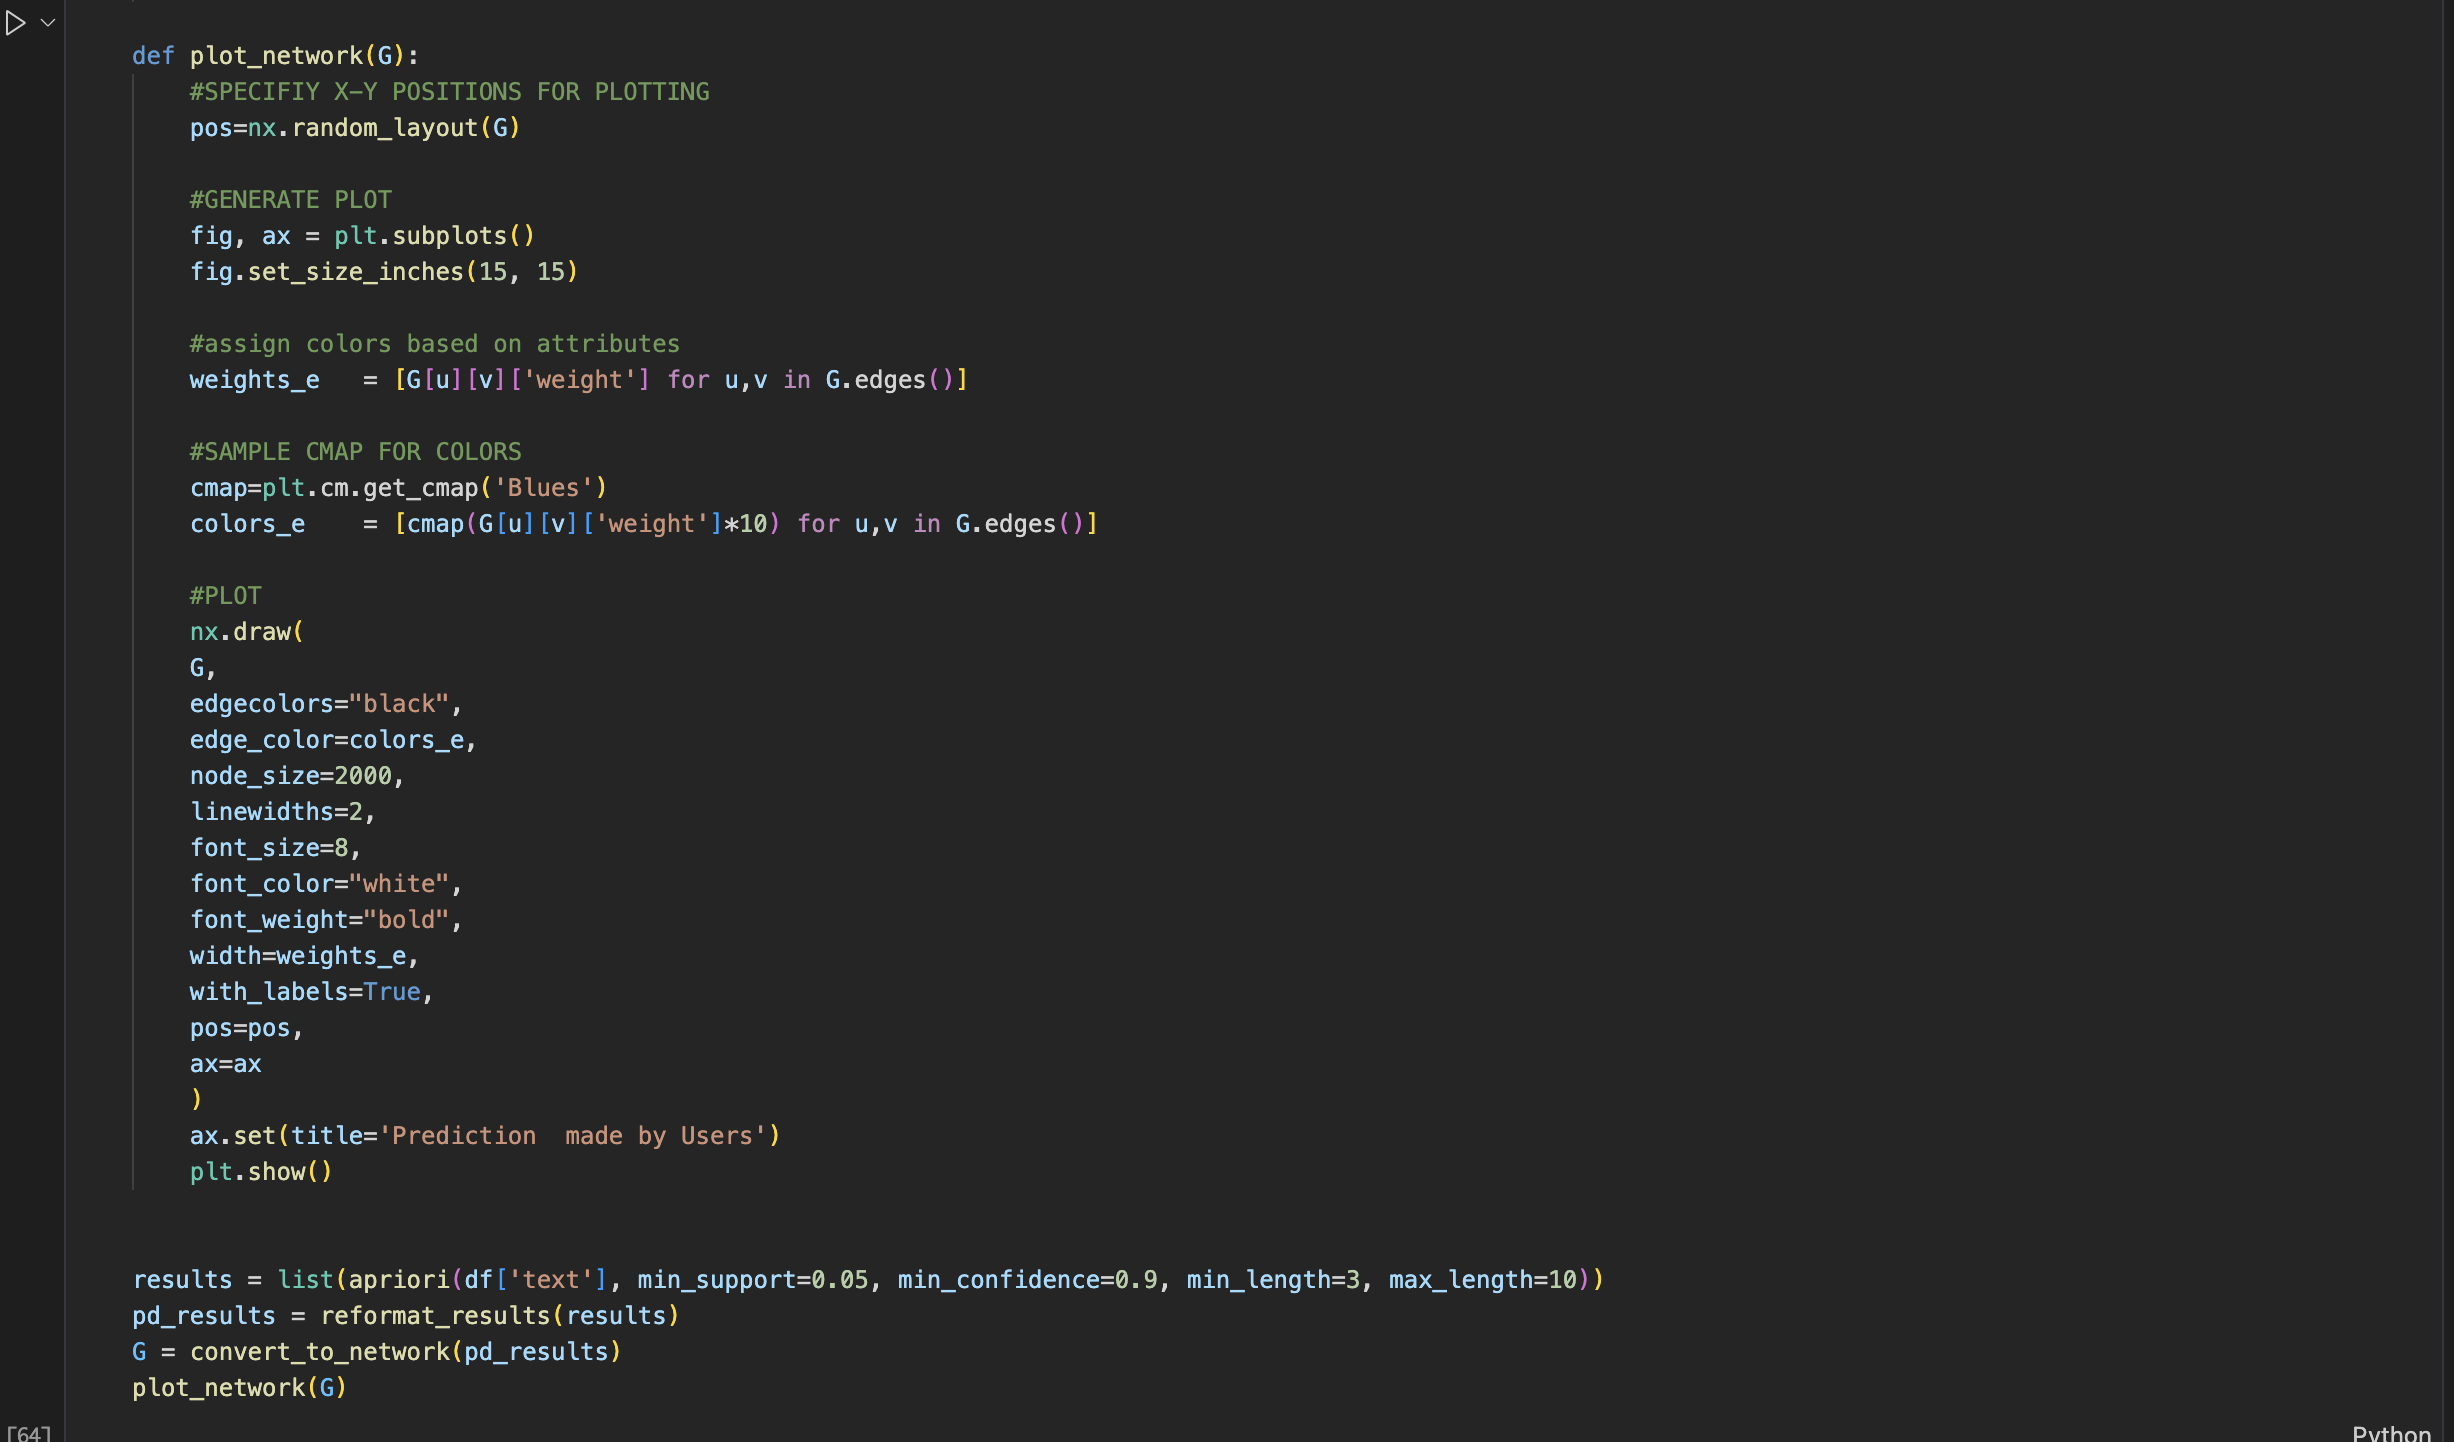 def plot_network(G):
#SPECIFIY X-Y POSITIONS FOR PLOTTING
pos=nx.random_layout(G)
#GENERATE PLOT
fig, ax = plt.subplots()
fig.set_size_inches(15, 15)
#assign colors based on attributes
weights_e   = [G[u][v]['weight'] for u,v in G.edges()]
#SAMPLE CMAP FOR COLORS
cmap=plt.cm.get_cmap('Blues')
colors_e    = [cmap(G[u][v]['weight']*10) for u,v in G.edges()]
#PLOT
nx.draw(
G,
edgecolors="black",
edge_color=colors_e,
node_size=2000,
linewidths=2,
font_size=8,
font_color="white",
font_weight="bold",
width=weights_e,
with_labels=True,
pos=pos,
ax=ax
)
ax.set(title='Prediction  made by Users')
plt.show()
results = list(apriori(df['text'], min_support=0.05, min_confidence=0.9, min_length=3, max_length=10))
pd_results = reformat_results(results)
G = convert_to_network(pd_results)
plot_network(G)
[64]
Python